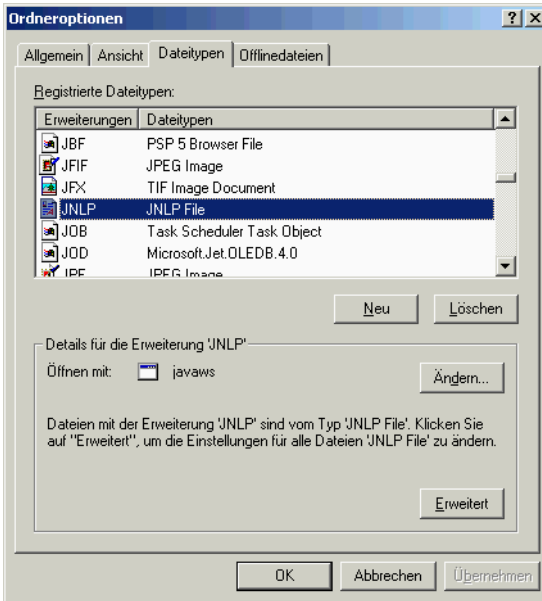 Ordneroptionen
Allgemein Ansicht Dateitypen Offlinedateien
Registrierte Dateitypen:
Erweiterungen Dateitypen
JBF PSP 5 Browser File
JFIF JPEG Image
JFX TIF Image Document
JNLP JNLP File
JOB Task Scheduler Task Object
JOD Microsoft.Jet.OLEDB.4.0
JPE JPEG Image
Neu Löschen
Details für die Erweiterung 'JNLP'
Öffnen mit: javaws Ändern...
Dateien mit der Erweiterung 'JNLP' sind vom Typ 'JNLP File'. Klicken Sie
auf "Erweitert", um die Einstellungen für alle Dateien 'JNLP File' zu ändern.
Erweitert
OK Abbrechen Übernehmen